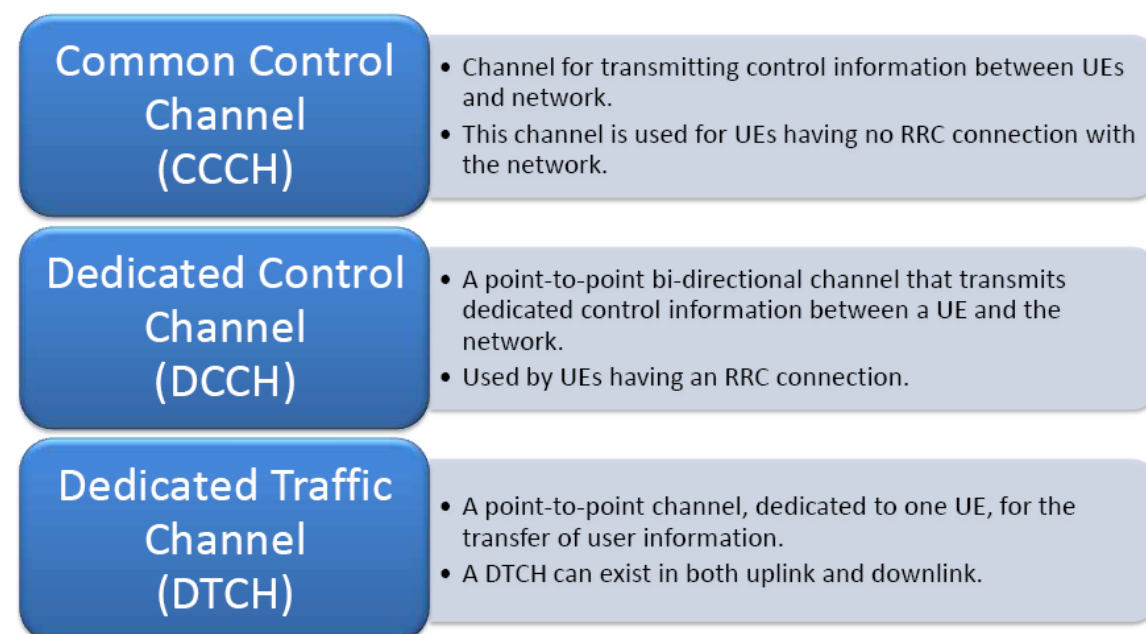 Common Control
Channel
(CCCH)
• Channel for transmitting control information between UEs
and network.
• This channel is used for UEs having no RRC connection with
the network.
Dedicated Control
Channel
(DCCH)
• A point-to-point bi-directional channel that transmits
dedicated control information between a UE and the
network.
• Used by UEs having an RRC connection.
Dedicated Traffic
Channel
(DTCH)
• A point-to-point channel, dedicated to one UE, for the
transfer of user information.
• A DTCH can exist in both uplink and downlink.